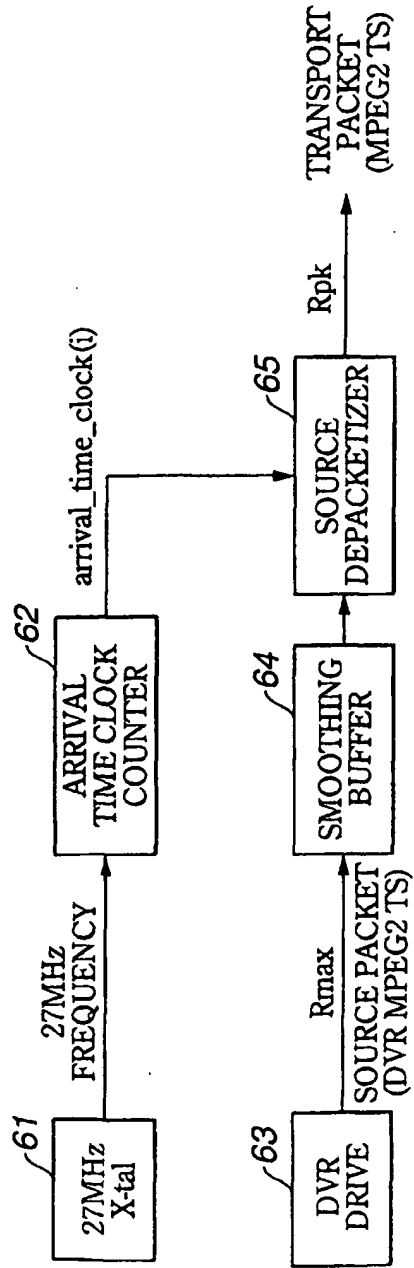 61
27MHz
X-tal
27MHz
FREQUENCY
62
ARRIVAL
TIME CLOCK
COUNTER
arrival_time_clock(i)
63
DVR
DRIVE
Rmax
SOURCE PACKET
(DVR MPEG2 TS)
64
SMOOTHING
BUFFER
65
SOURCE
DEPACKETIZER
Rpk
TRANSPORT
PACKET
(MPEG2 TS)